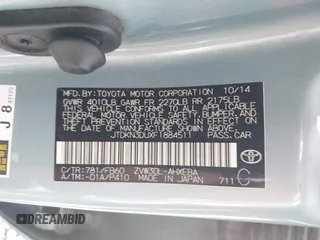 MFD. BY: TOYOTA MOTOR CORPORATION 10/14
GVWR 4010LB GAWR FR 2270LB RR 2175LB
THIS VEHICLE CONFORMS TO ALL APPLICABLE
FEDERAL MOTOR VEHICLE SAFETY, BUMPER,
AND THEFT PREVENTION STANDARDS IN EFFECT ON
THE DATE OF MANUFACTURE SHOWN ABOVE.
JTDKN3DUXF1884511 PASS.CAR
C/TR: 781/FB60 ZVW30L-AHXEBA
A/TM: -01A/P410 MADE IN JAPAN 711 C
TOYOTA
J 8
© DREAMBID